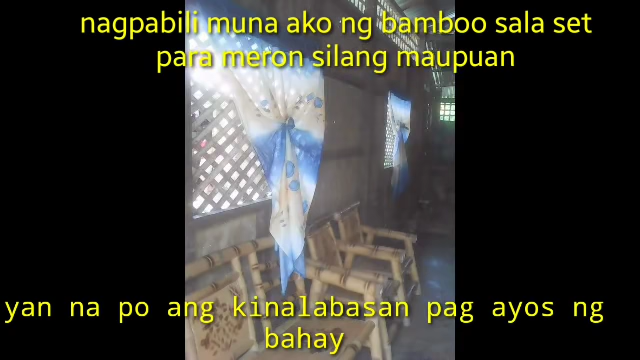 nagpabili muna ako ng bamboo sala set
para meron silang maupuan
yan na po ang kinalabasan pag ayos ng
bahay